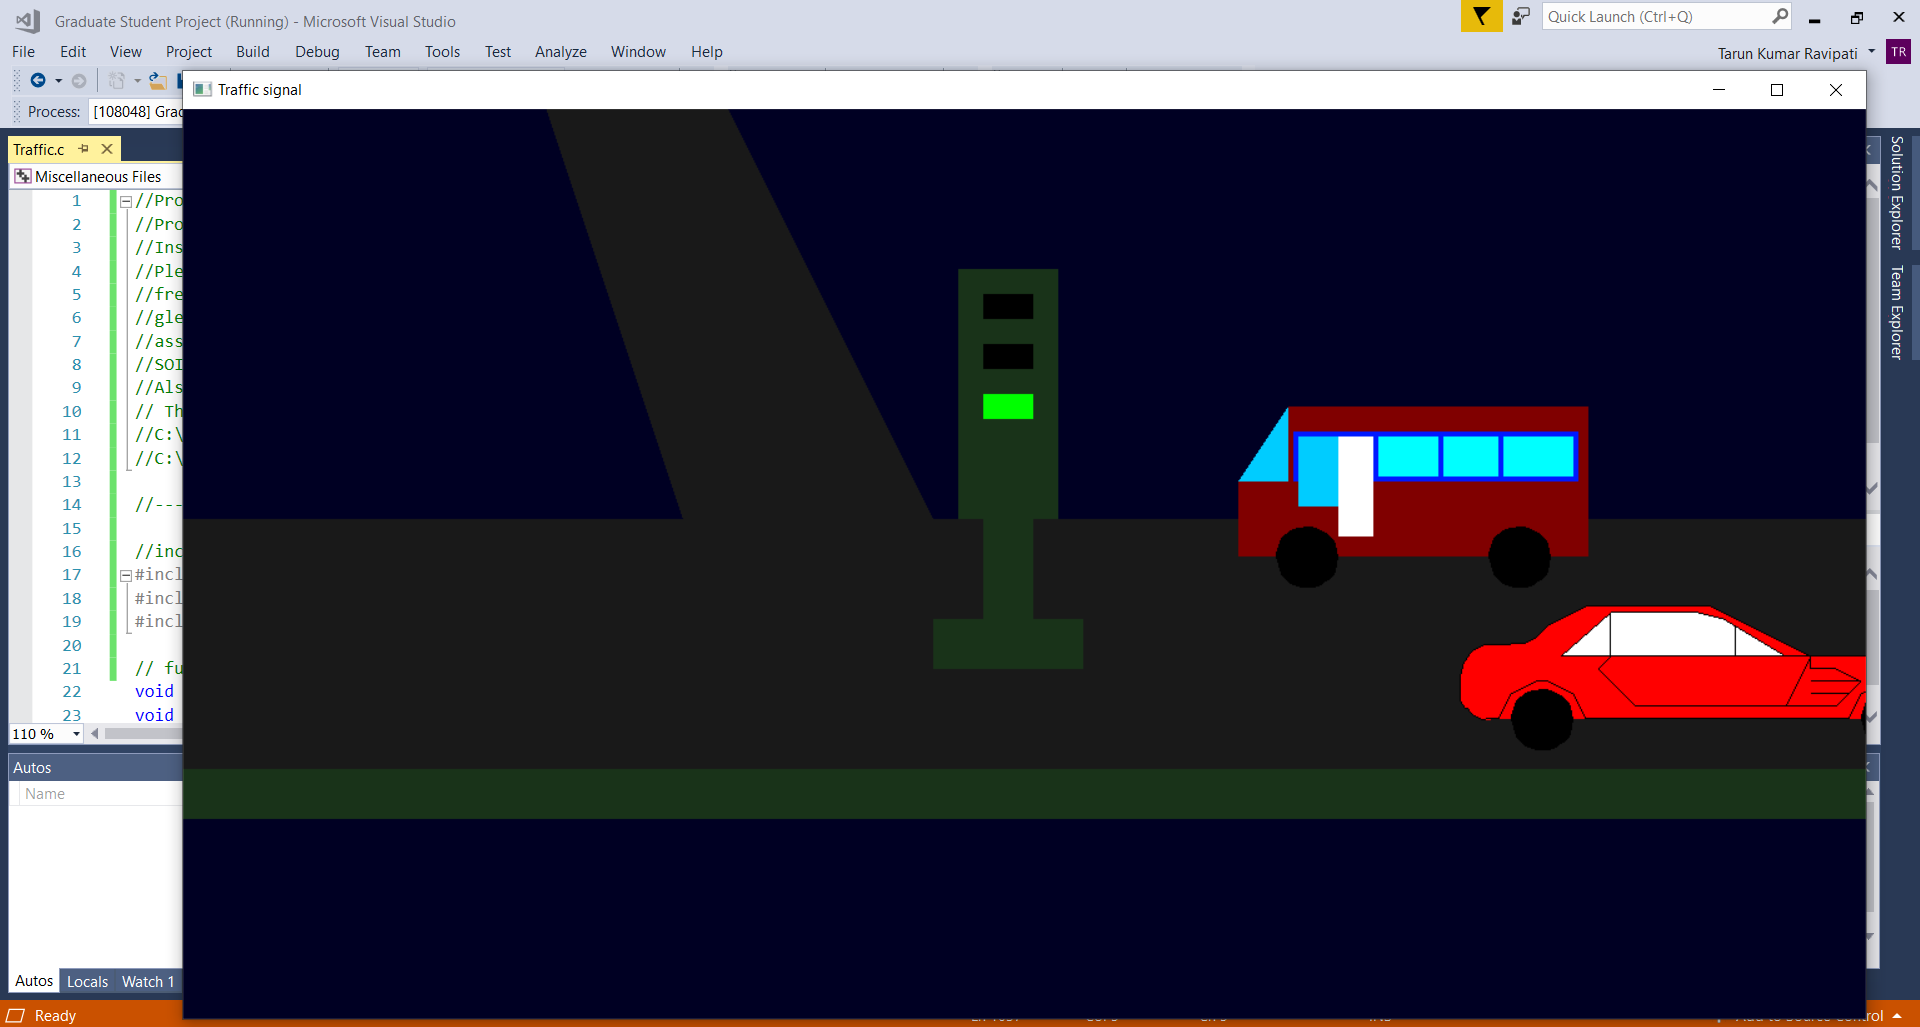 Graduate Student Project (Running) - Microsoft Visual Studio
Quick Launch (Ctrl+Q)
File Edit View Project Build Debug Team Tools Test Analyze Window Help
Tarun Kumar Ravipati TR
Traffic signal
Process: [108048] Grad
Traffic.c
Miscellaneous Files
Solution Explorer
Team Explorer
1 //Pro
2 //Pro
3 //Ins
4 //Ple
5 //fre
6 //gle
7 //ass
8 //SOI
9 //Als
10 // Th
11 //C:\
12 //C:\
13
14 //---
15
16 //inc
17 #incl
18 #incl
19 #incl
20
21 // fu
22 void
23 void
110 %
Autos
Name
Autos Locals Watch 1
Ready